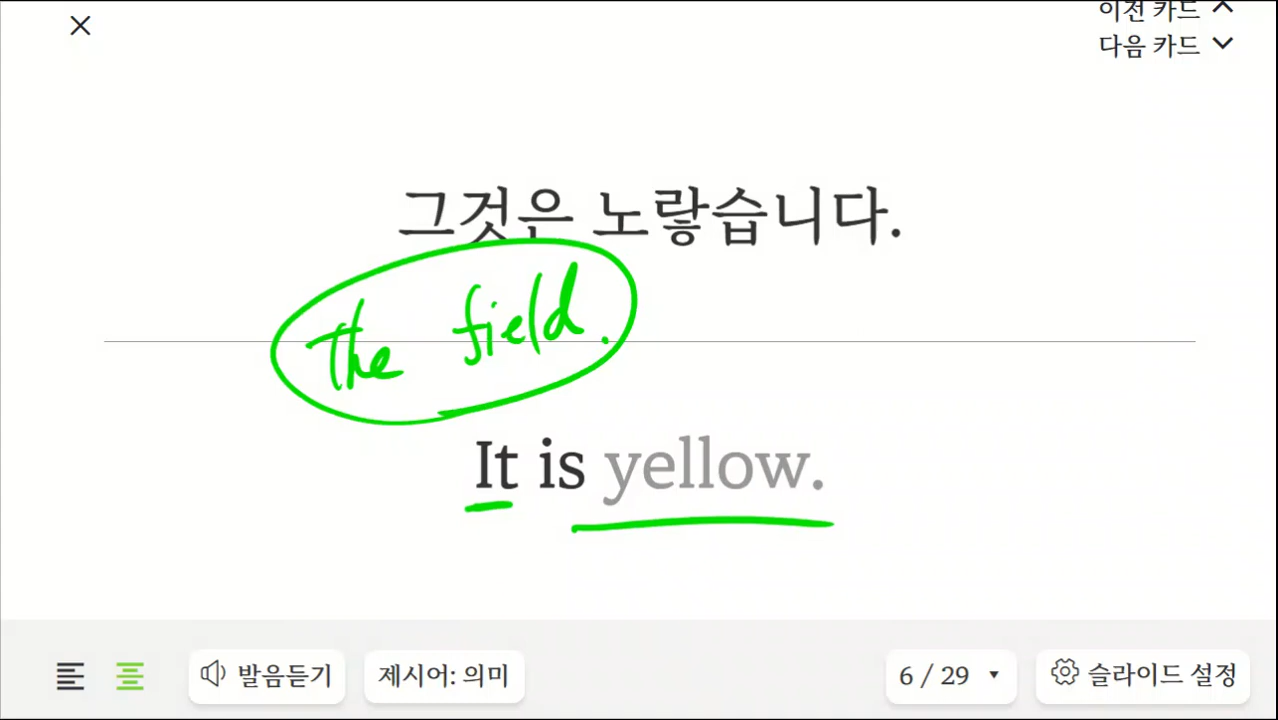 이전 카드
다음 카드
그것은 노랗습니다.
the field.
It is yellow.
발음듣기
제시어: 의미
6 / 29
슬라이드 설정